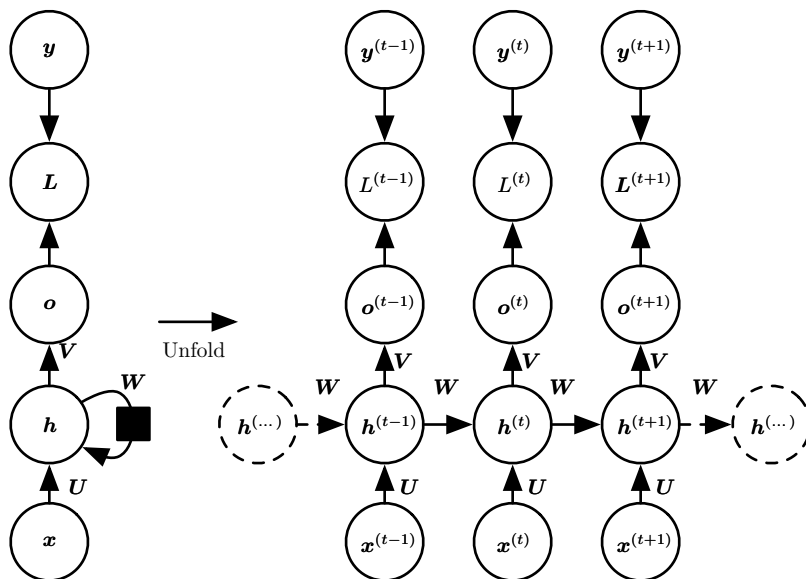 y y^(t−1) y^(t) y^(t+1)
L L^(t−1) L^(t) L^(t+1)
o o^(t−1) o^(t) o^(t+1)
Unfold
V V V V
W W W W W
h h^(...) h^(t−1) h^(t) h^(t+1) h^(...)
U U U U
x x^(t−1) x^(t) x^(t+1)